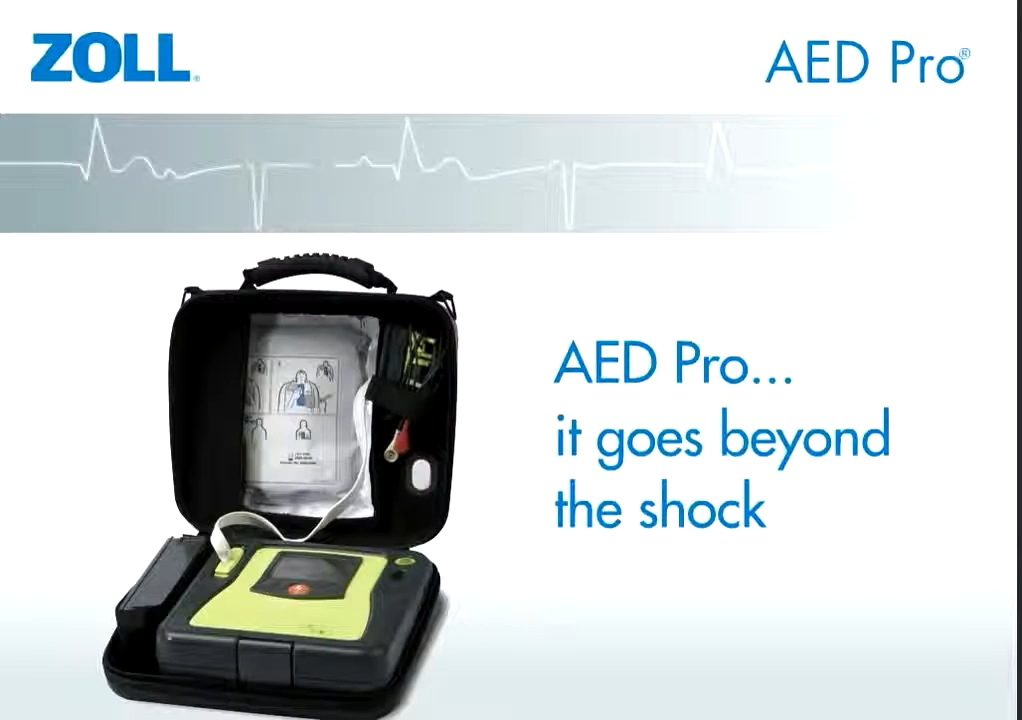 ZOLL®
AED Pro®
AED Pro...
it goes beyond
the shock